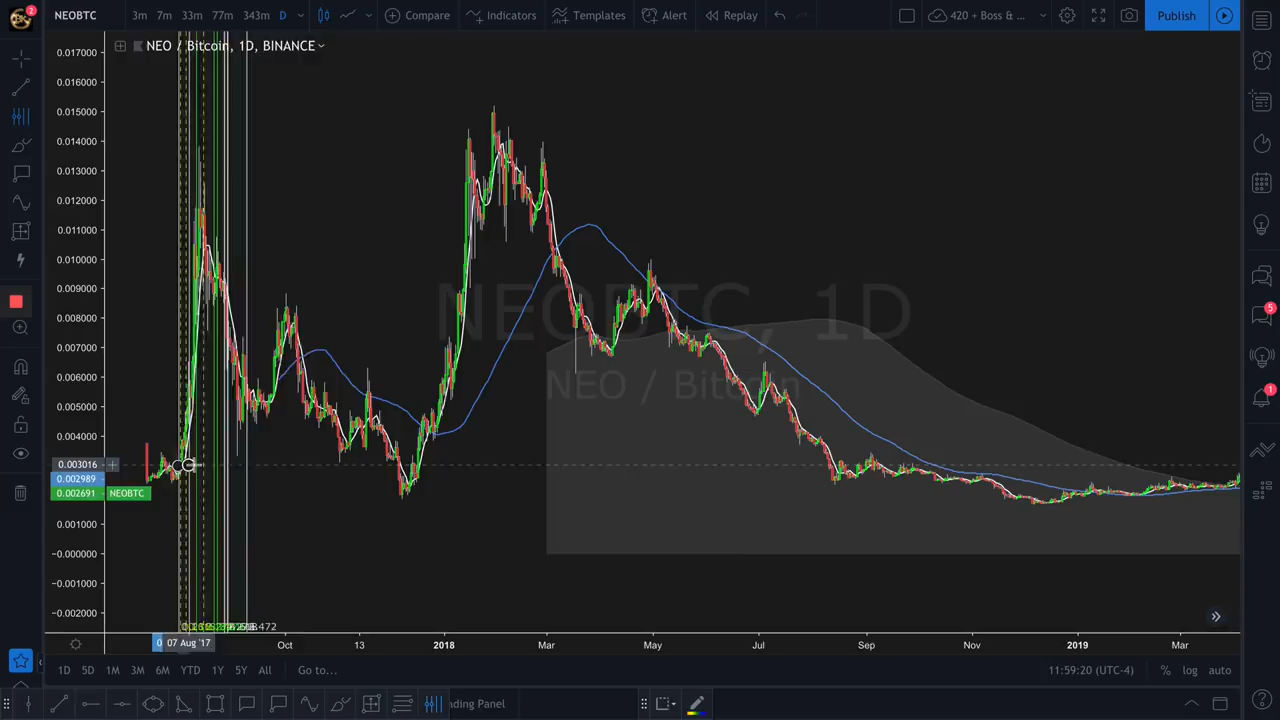 2
NEOBTC
3m 7m 33m 77m 343m D
Compare
Indicators
Templates
Alert
Replay
420 + Boss & ...
Publish
NEO / Bitcoin, 1D, BINANCE
0.017000
0.016000
0.015000
0.014000
0.013000
0.012000
0.011000
0.010000
0.009000
0.008000
0.007000
0.006000
0.005000
0.004000
0.003016
0.002989
0.002691 NEOBTC
0.001000
-0.000000
-0.001000
-0.002000
NEOBTC, 1D
NEO / Bitcoin
07 Aug '17
Oct 13 2018 Mar May Jul Sep Nov 2019 Mar
5
1
1D 5D 1M 3M 6M YTD 1Y 5Y All Go to...
11:59:20 (UTC-4) % log auto
ding Panel